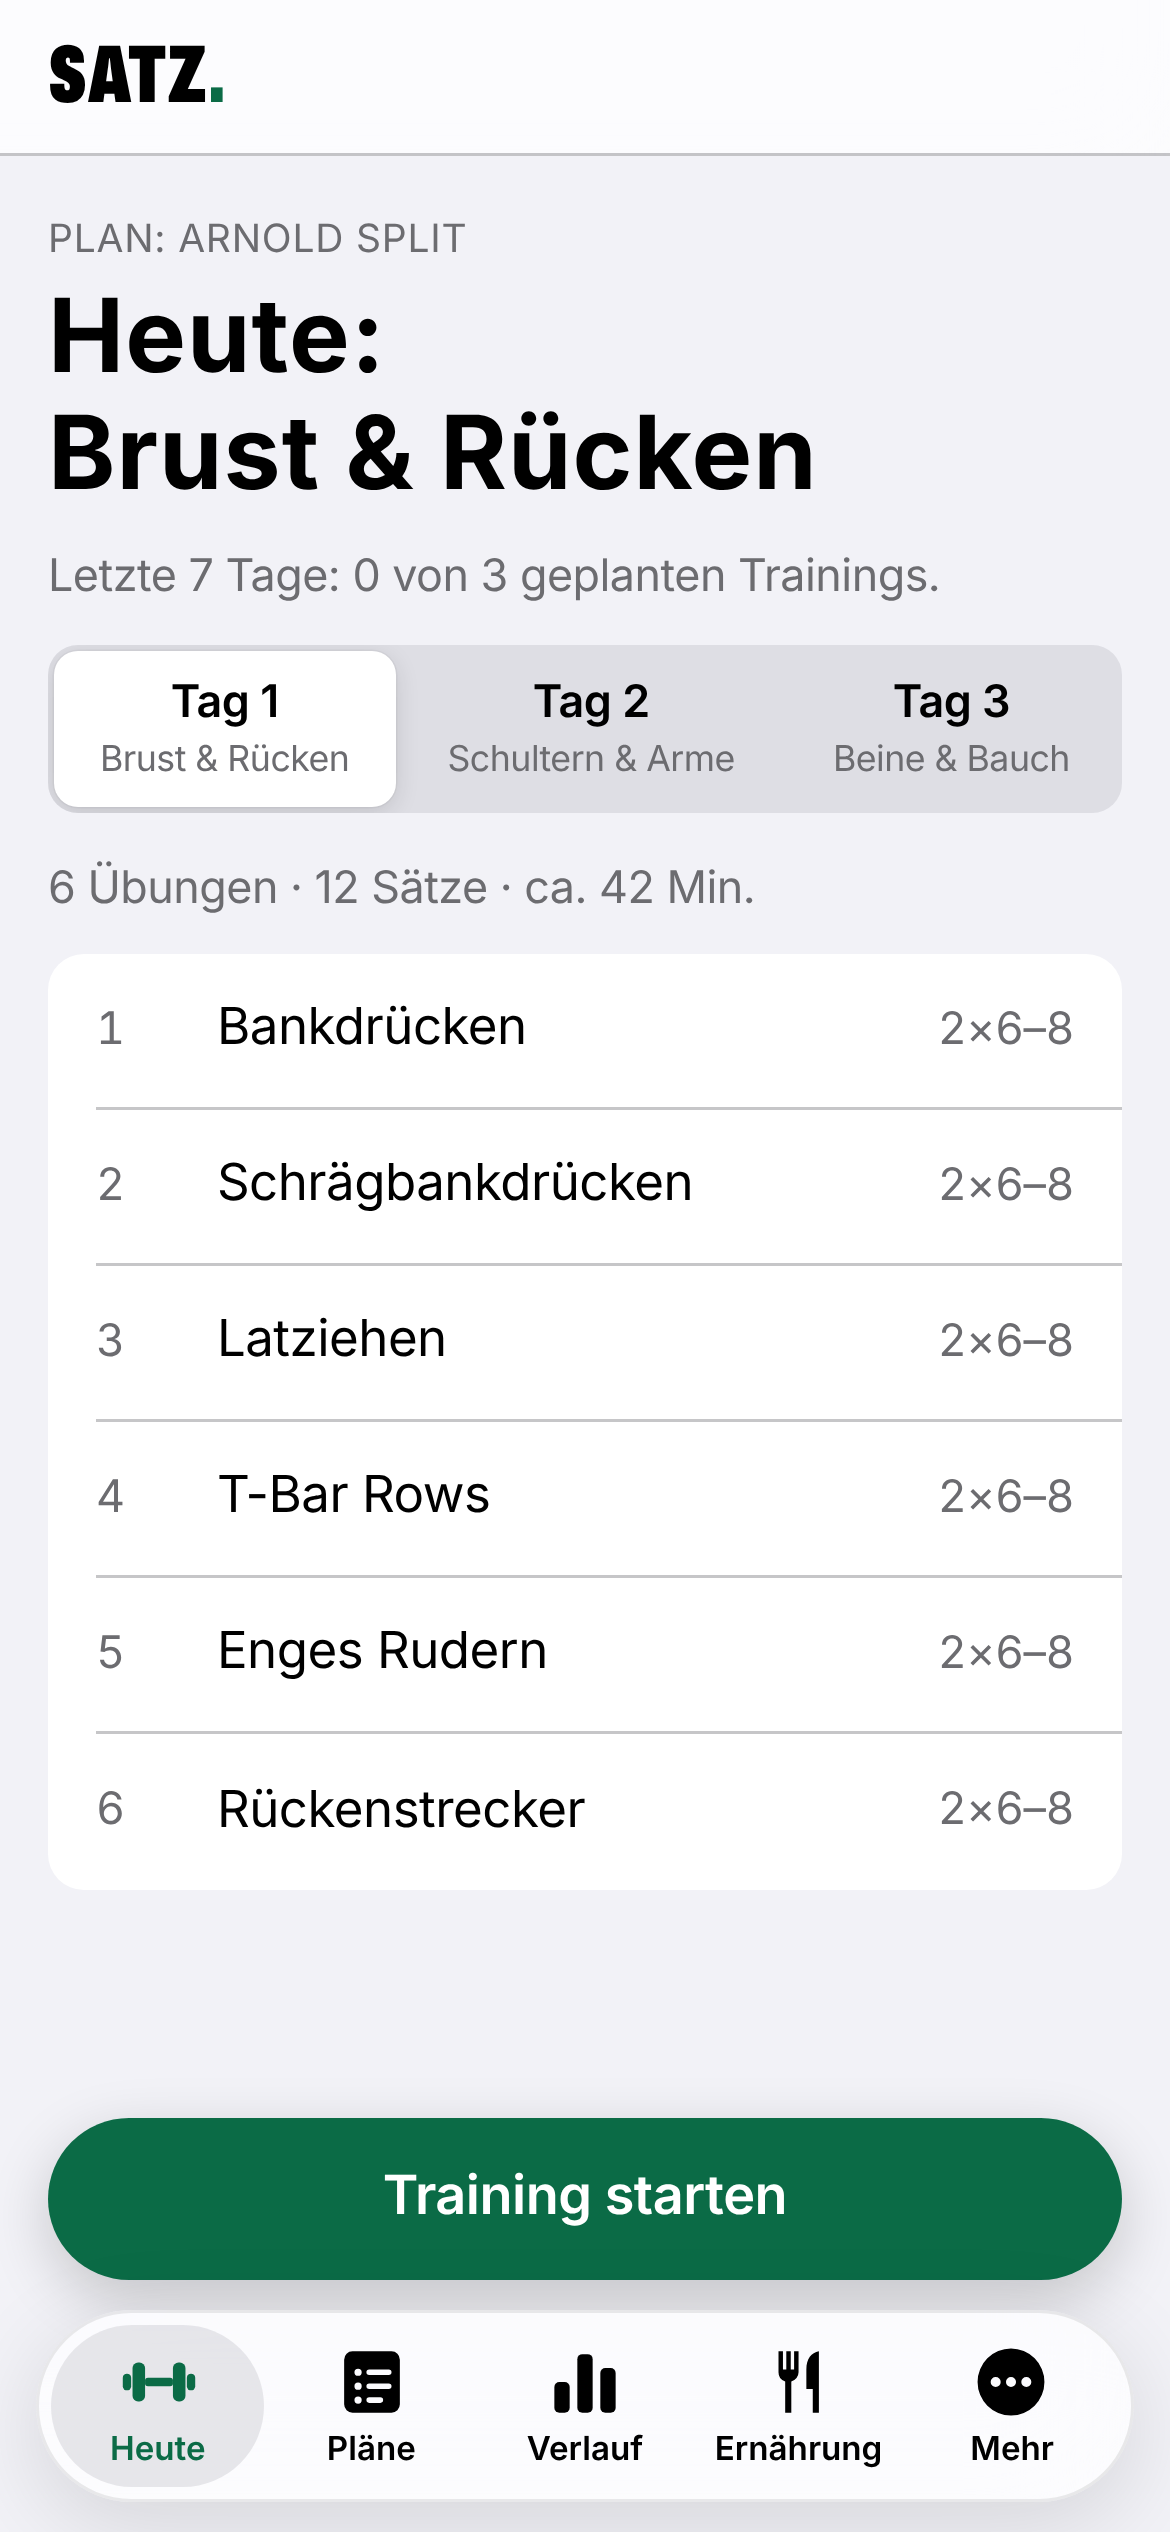 SATZ.
PLAN: ARNOLD SPLIT
Heute:
Brust & Rücken
Letzte 7 Tage: 0 von 3 geplanten Trainings.
Tag 1
Brust & Rücken
Tag 2
Schultern & Arme
Tag 3
Beine & Bauch
6 Übungen · 12 Sätze · ca. 42 Min.
1 Bankdrücken 2×6–8
2 Schrägbankdrücken 2×6–8
3 Latziehen 2×6–8
4 T-Bar Rows 2×6–8
5 Enges Rudern 2×6–8
6 Rückenstrecker 2×6–8
Training starten
Heute Pläne Verlauf Ernährung Mehr